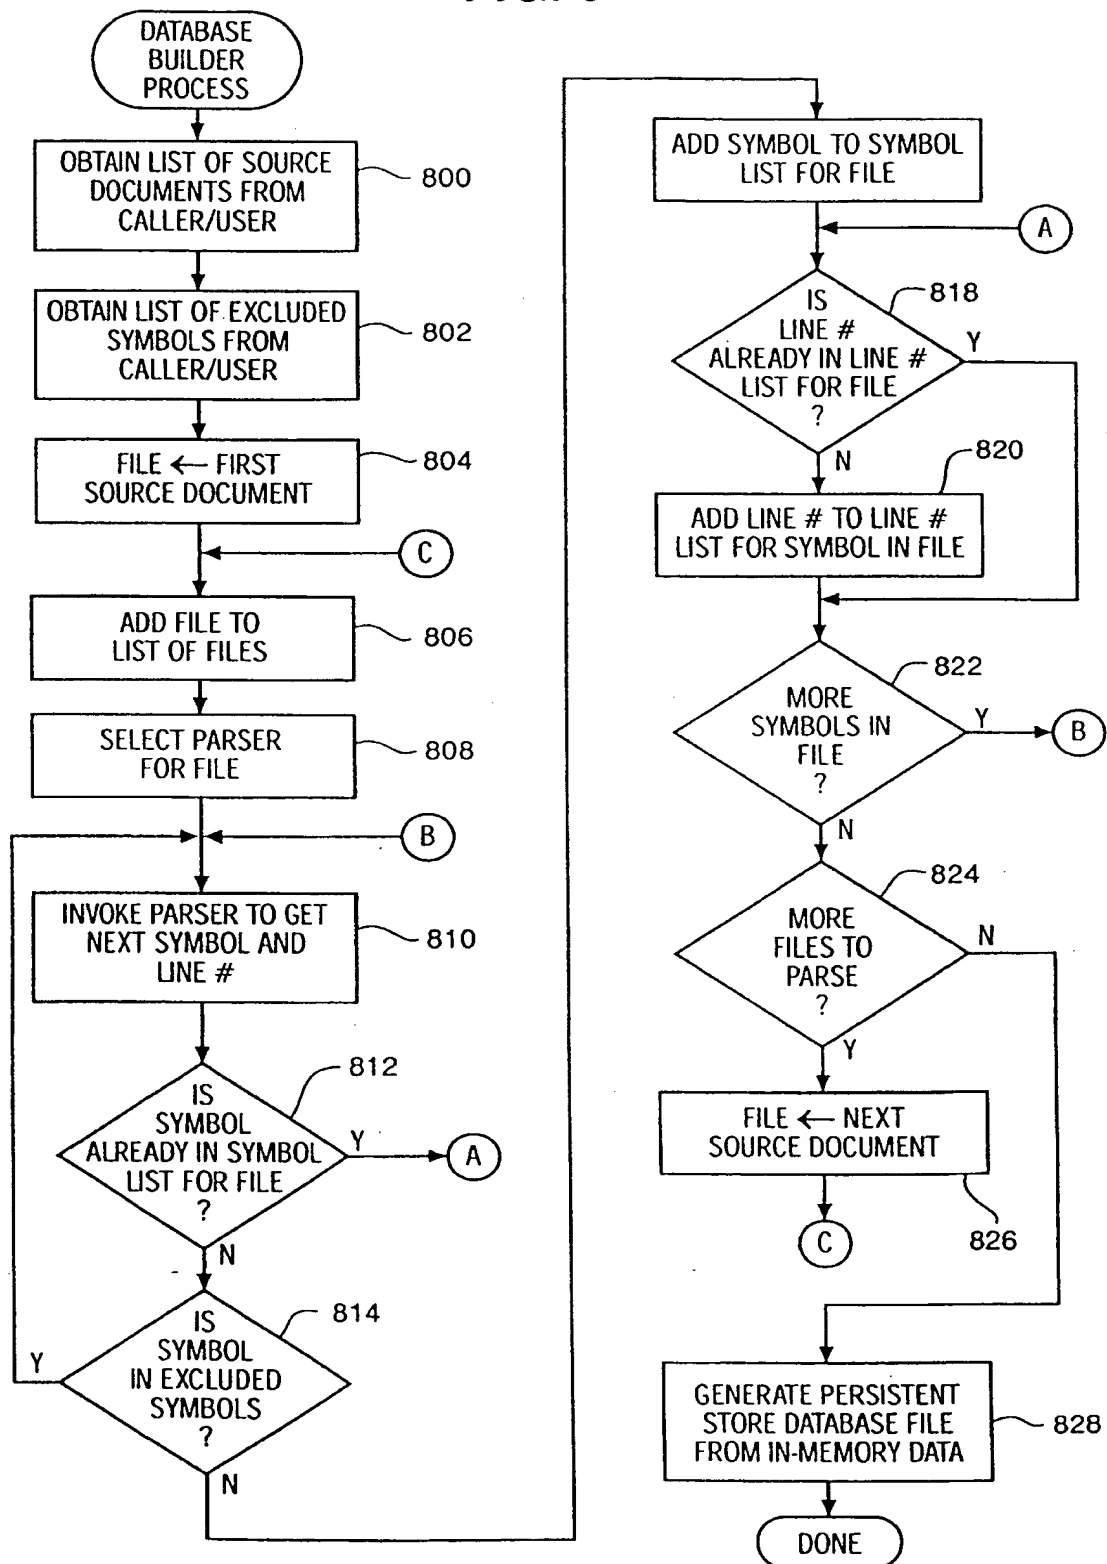 DATABASE
BUILDER
PROCESS
OBTAIN LIST OF SOURCE
DOCUMENTS FROM
CALLER/USER
800
OBTAIN LIST OF EXCLUDED
SYMBOLS FROM
CALLER/USER
802
FILE ← FIRST
SOURCE DOCUMENT
804
C
ADD FILE TO
LIST OF FILES
806
SELECT PARSER
FOR FILE
808
B
INVOKE PARSER TO GET
NEXT SYMBOL AND
LINE #
810
IS
SYMBOL
ALREADY IN SYMBOL
LIST FOR FILE
?
812
Y
A
N
IS
SYMBOL
IN EXCLUDED
SYMBOLS
?
814
Y
N
ADD SYMBOL TO SYMBOL
LIST FOR FILE
A
IS
LINE #
ALREADY IN LINE #
LIST FOR FILE
?
818
Y
N
820
ADD LINE # TO LINE #
LIST FOR SYMBOL IN FILE
822
MORE
SYMBOLS IN
FILE
?
Y
B
N
824
MORE
FILES TO
PARSE
?
N
Y
FILE ← NEXT
SOURCE DOCUMENT
826
C
GENERATE PERSISTENT
STORE DATABASE FILE
FROM IN-MEMORY DATA
828
DONE